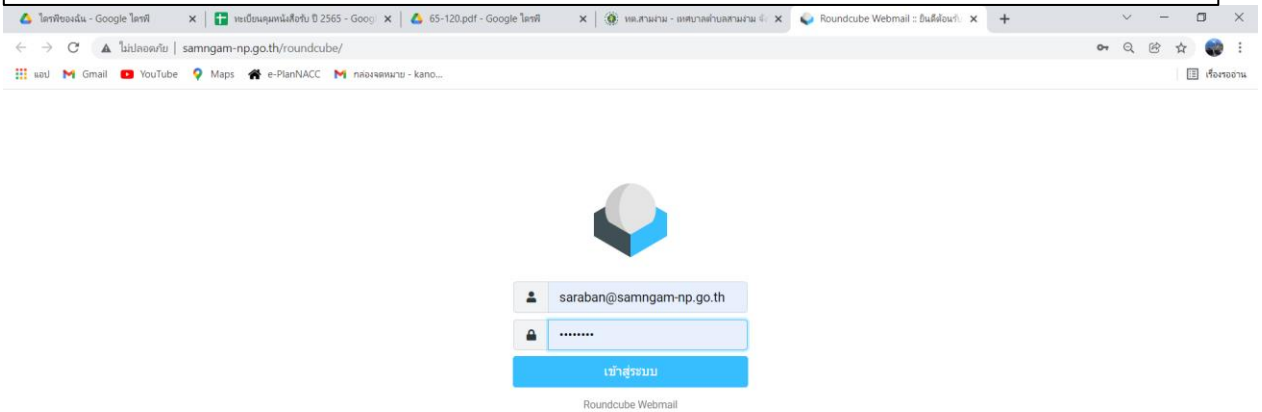 ไดรฟ์ของฉัน - Google ไดรฟ์
ทะเบียนคุมหนังสือรับ ปี 2565 - Goog
65-120.pdf - Google ไดรฟ์
ทต.สามง่าม - เทศบาลตำบลสามง่าม
Roundcube Webmail :: ยินดีต้อนรับ
ไม่ปลอดภัย | samngam-np.go.th/roundcube/
แอป Gmail YouTube Maps e-PlanNACC กล่องจดหมาย - kano... เรื่องรออ่าน
saraban@samngam-np.go.th
••••••••
เข้าสู่ระบบ
Roundcube Webmail